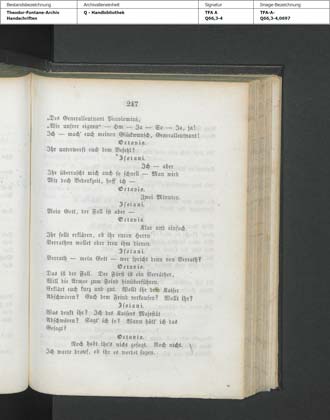 Bestandsbezeichnung
Theodor-Fontane-Archiv
Handschriften
Archivalieneinheit
Q - Handbibliothek
Signatur
TFA A
Q66,3-4
Image-Bezeichnung
TFA-A-
Q66,3-4,0697
247
„Des Generallieutnant Piccolomini,
„Wie unsrer eignen“ — Hm — Ja — So — Ja, ja!
Ich — mach' euch meinen Glückwunsch, Generallieutnant!
Octavio.
Ihr unterwerft euch dem Befehl?
Isolani.
Ich — aber
Ihr überrascht mich auch so schnell — Man wird
Mir doch Bedenkzeit, hoff' ich —
Octavio.
Zwei Minuten.
Isolani.
Mein Gott, der Fall ist aber —
Octavio.
Klar und einfach.
Ihr sollt erklären, ob ihr euren Herrn
Verrathen wollet oder treu ihm dienen.
Isolani.
Verrath — mein Gott — wer spricht denn von Verrath?
Octavio.
Das ist der Fall. Der Fürst ist ein Verräther,
Will die Armee zum Feind hinüberführen.
Erklärt euch kurz und gut. Wollt ihr dem Kaiser
Abschwören? Euch dem Feind verkaufen? Wollt ihr?
Isolani.
Was denkt ihr? Ich des Kaisers Majestät
Abschwören? Sagt' ich so? Wann hätt' ich das
Gesagt?
Octavio.
Noch habt ihr's nicht gesagt. Noch nicht.
Ich warte drauf, ob ihr es werdet sagen.